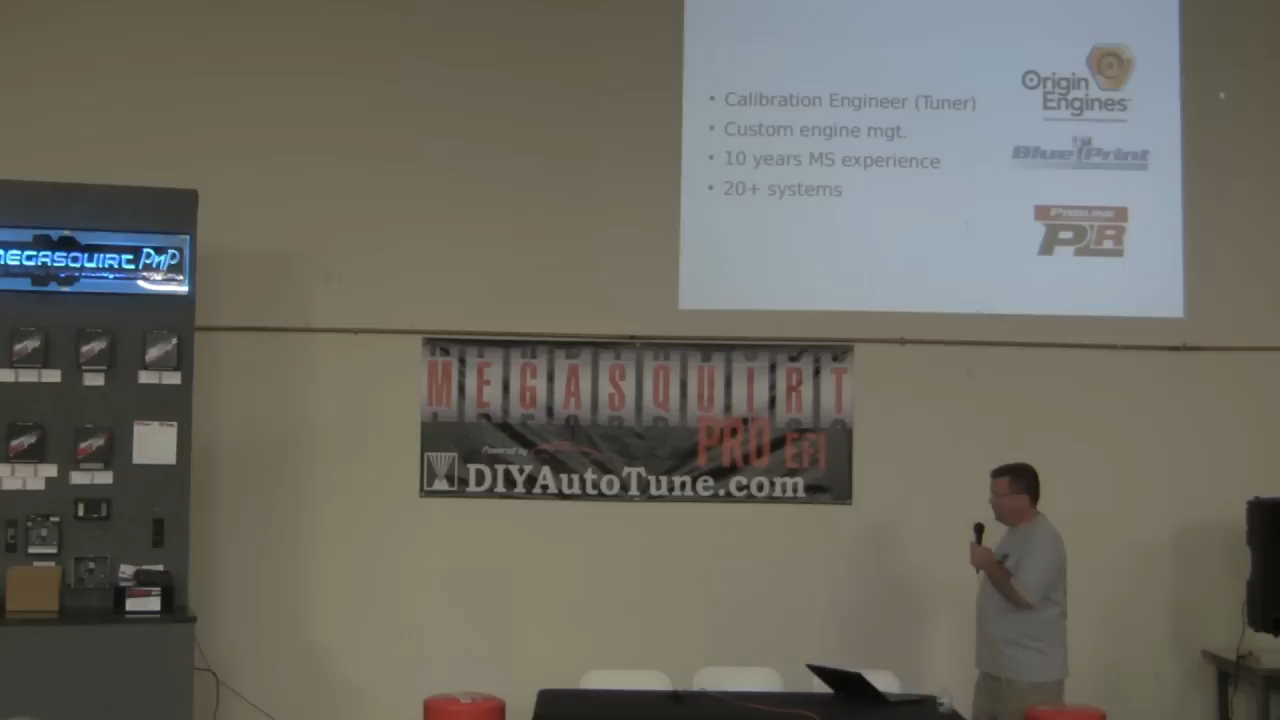 • Calibration Engineer (Tuner)
• Custom engine mgt.
• 10 years MS experience
• 20+ systems
Origin
Engines
BluePrint
PROLINE
PR
MEGASQUIRT PnP
MEGASQUIRT
PRO EFI
Powered by
DIYAutoTune.com